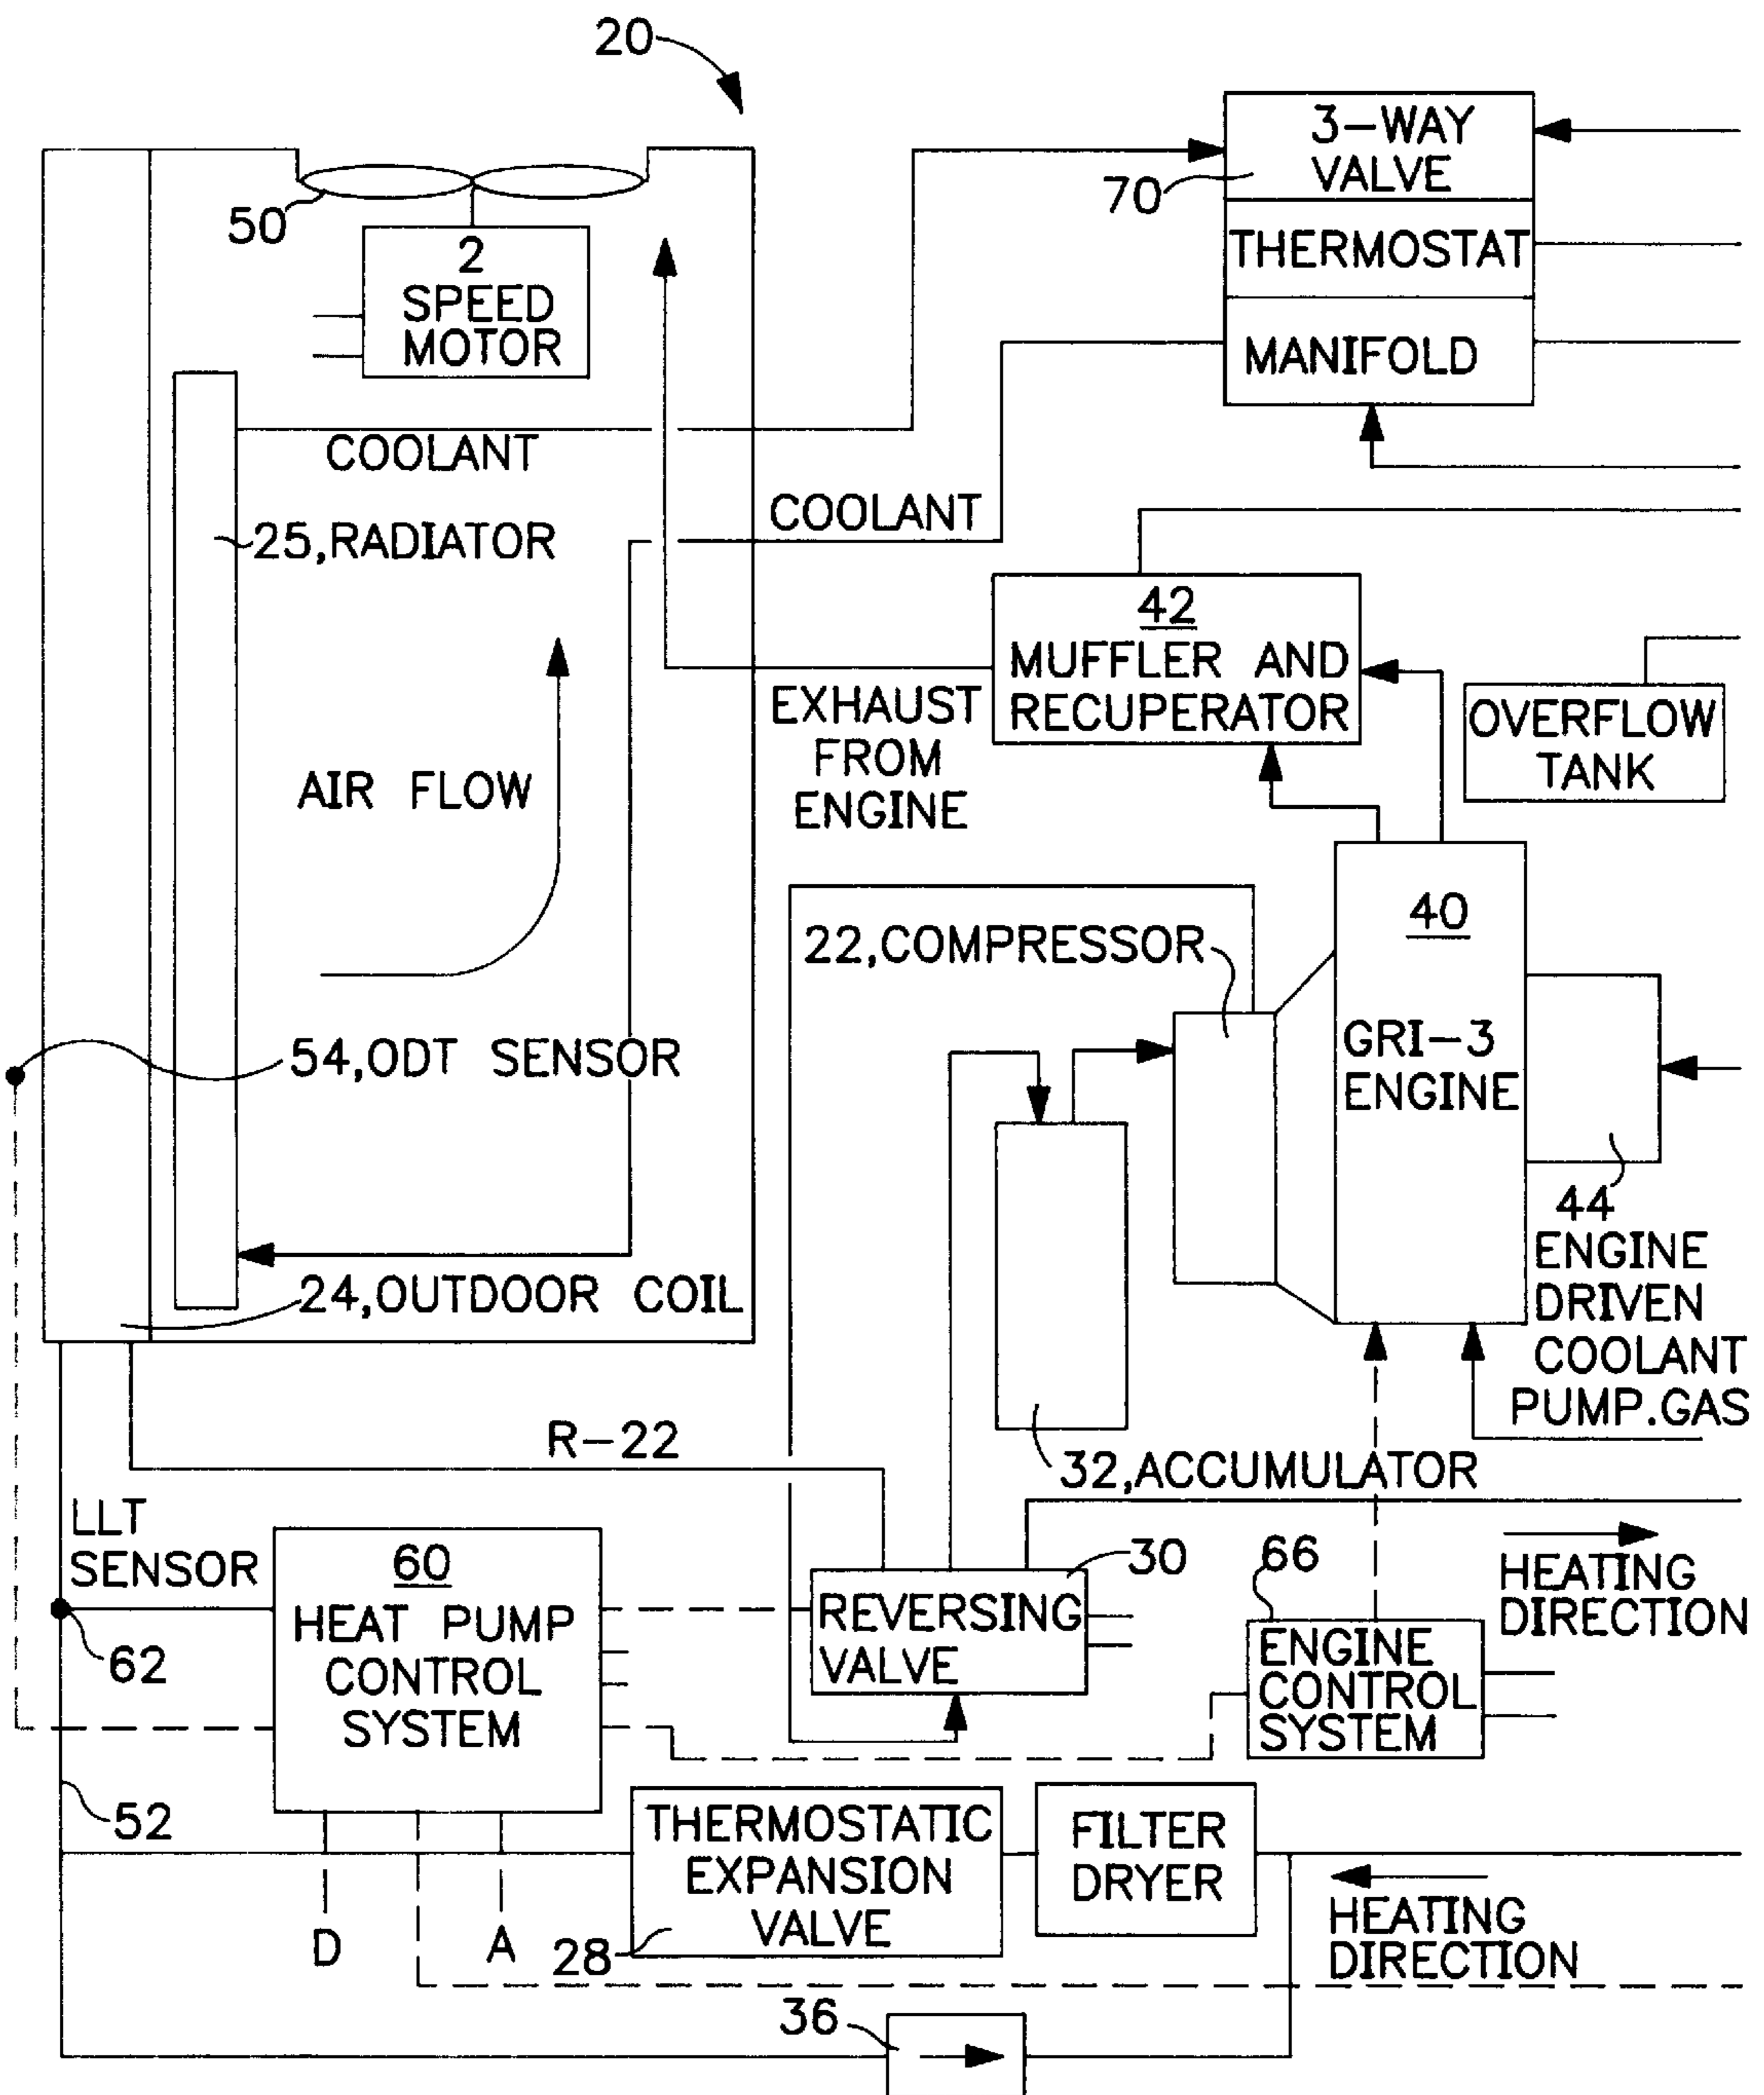 20
3-WAY
VALVE
70
THERMOSTAT
MANIFOLD
50
2
SPEED
MOTOR
COOLANT
COOLANT
25,RADIATOR
42
MUFFLER AND
RECUPERATOR
EXHAUST
FROM
ENGINE
OVERFLOW
TANK
AIR FLOW
40
22,COMPRESSOR
GRI-3
ENGINE
54,ODT SENSOR
44
ENGINE
DRIVEN
COOLANT
PUMP.GAS
24,OUTDOOR COIL
R-22
32,ACCUMULATOR
LLT
SENSOR
60
HEAT PUMP
CONTROL
SYSTEM
62
30
REVERSING
VALVE
66
ENGINE
CONTROL
SYSTEM
HEATING
DIRECTION
52
THERMOSTATIC
EXPANSION
VALVE
28
FILTER
DRYER
HEATING
DIRECTION
D
A
36